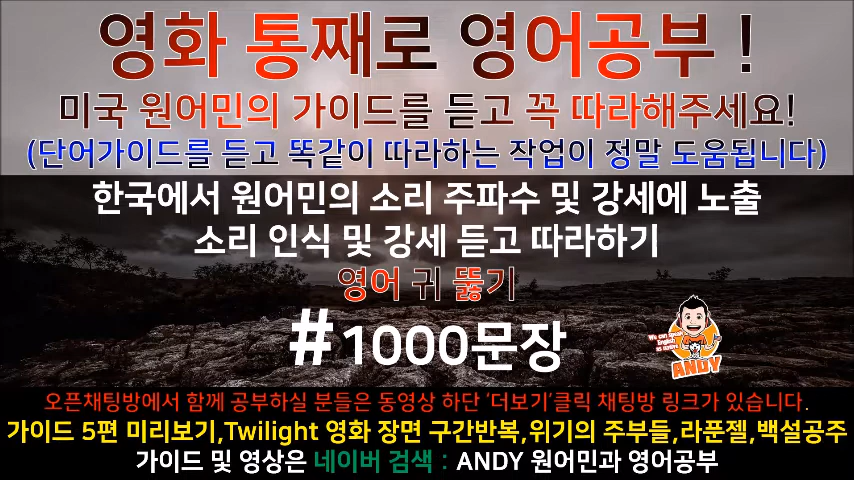 영화 통째로 영어공부 !
미국 원어민의 가이드를 듣고 꼭 따라해주세요!
(단어가이드를 듣고 똑같이 따라하는 작업이 정말 도움됩니다)
한국에서 원어민의 소리 주파수 및 강세에 노출
소리 인식 및 강세 듣고 따라하기
영어 귀 뚫기
#1000문장
We can speak
English
as native
ANDY
오픈채팅방에서 함께 공부하실 분들은 동영상 하단 '더보기'클릭 채팅방 링크가 있습니다.
가이드 5편 미리보기,Twilight 영화 장면 구간반복,위기의 주부들,라푼젤,백설공주
가이드 및 영상은 네이버 검색 : ANDY 원어민과 영어공부